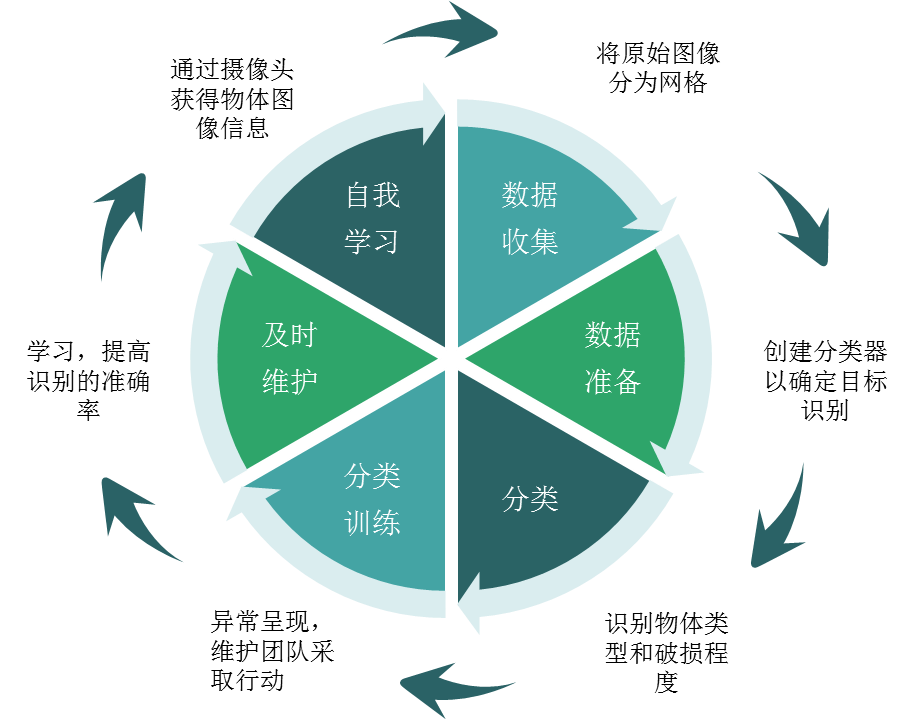 通过摄像头
获得物体图
像信息
将原始图像
分为网格
创建分类器
以确定目标
识别
识别物体类
型和破损程
度
异常呈现，
维护团队采
取行动
学习，提高
识别的准确
率
自我
学习
数据
收集
数据
准备
分类
分类
训练
及时
维护